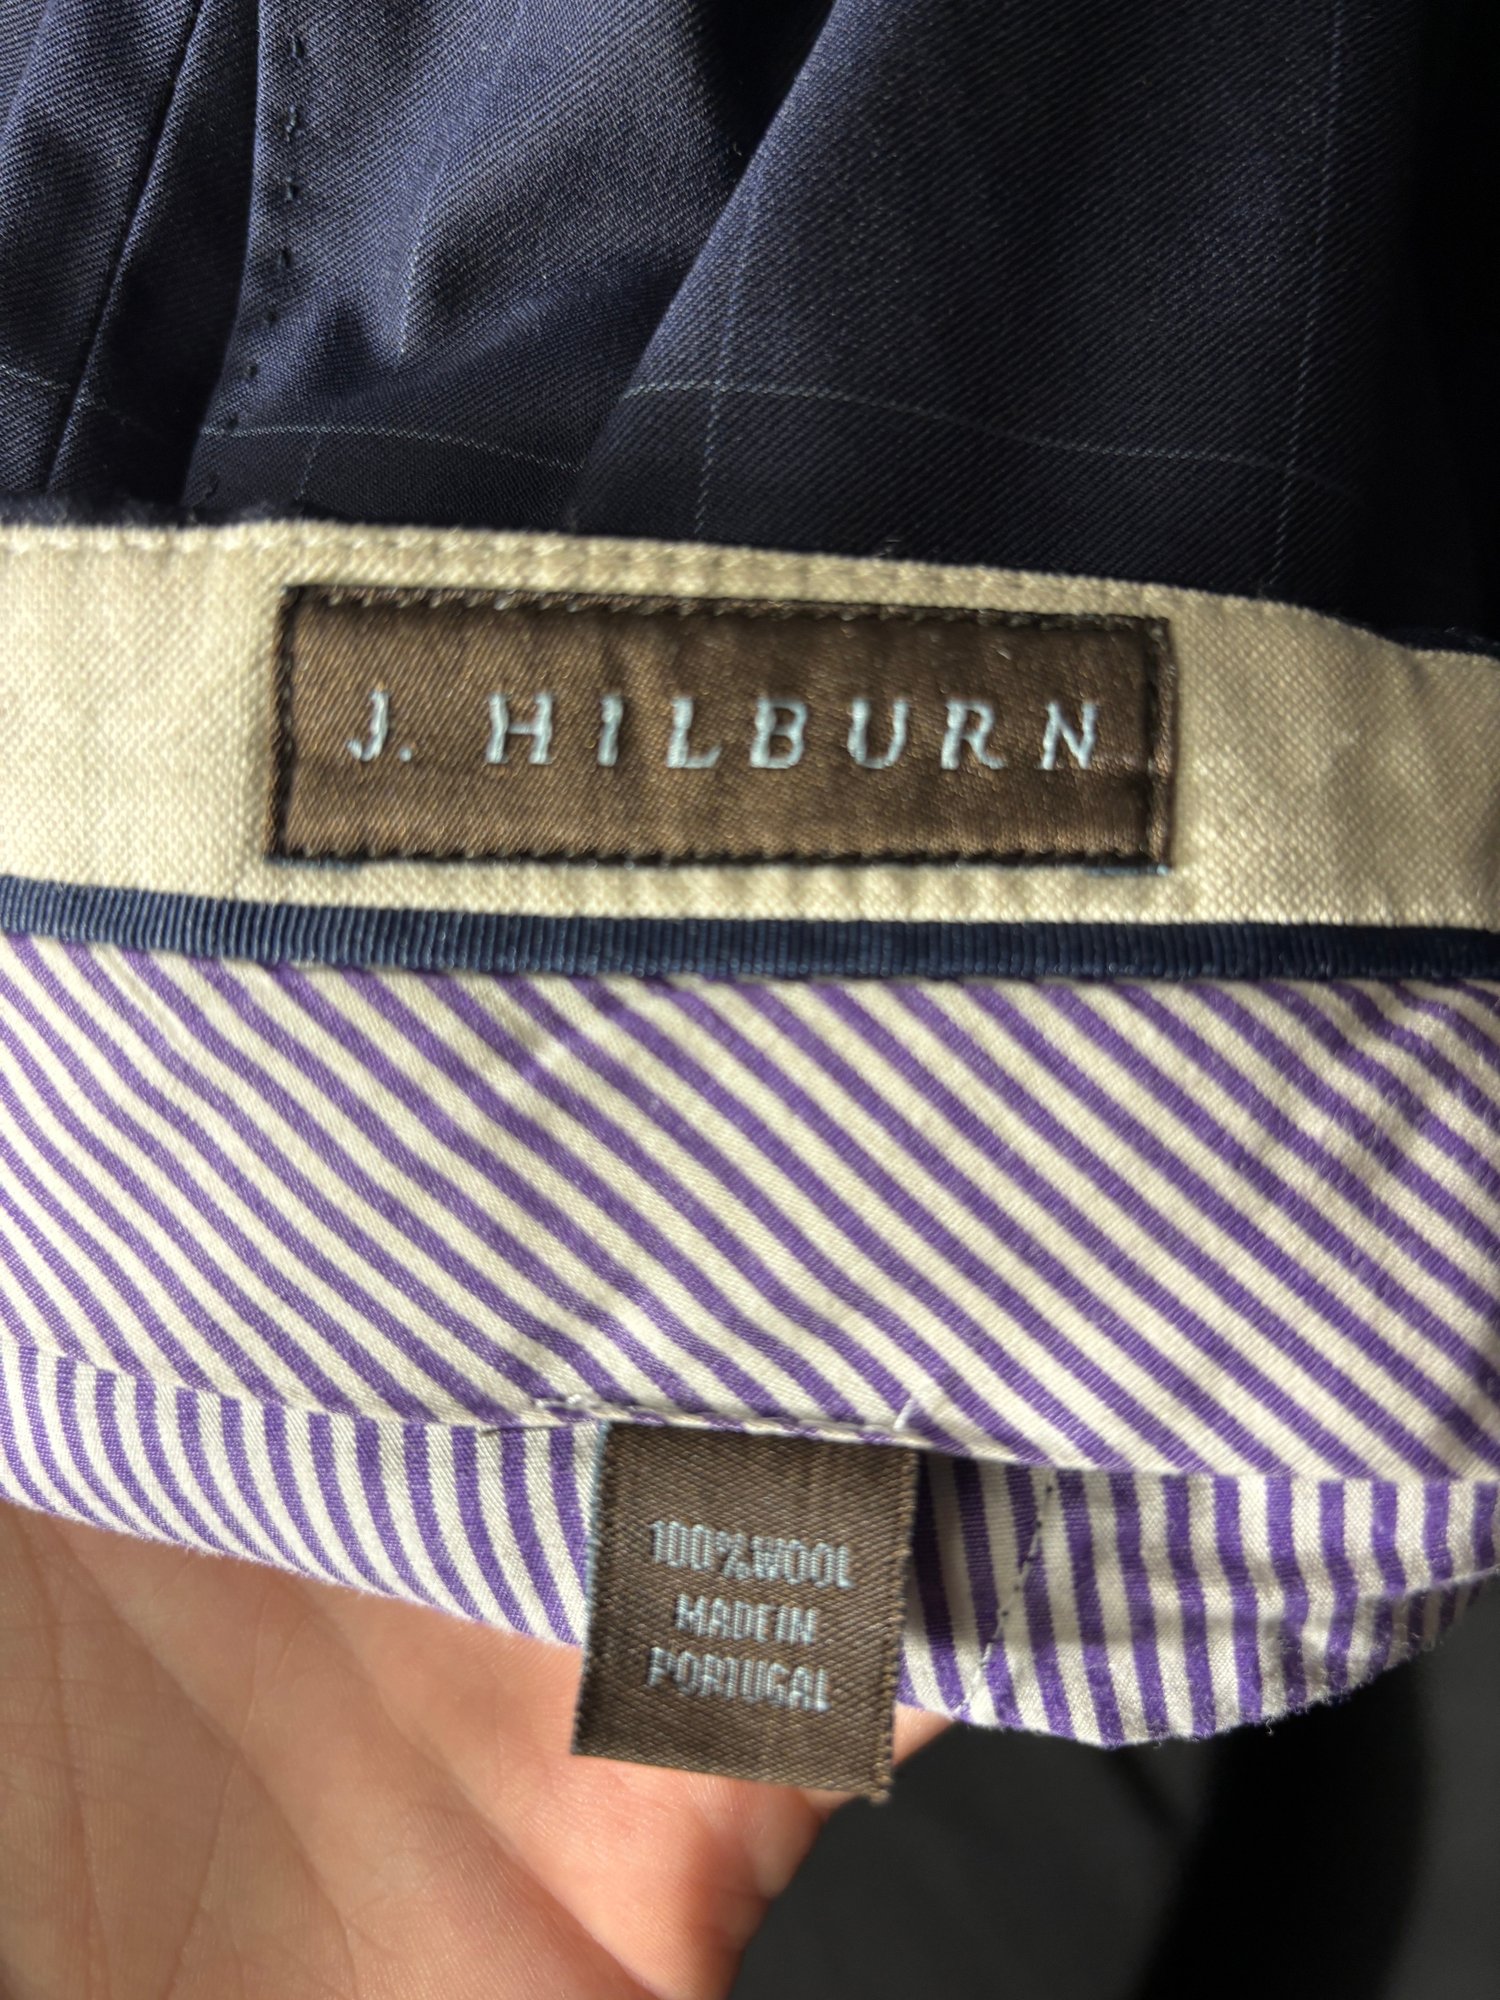 J. HILBURN
100% WOOL
MADE IN
PORTUGAL